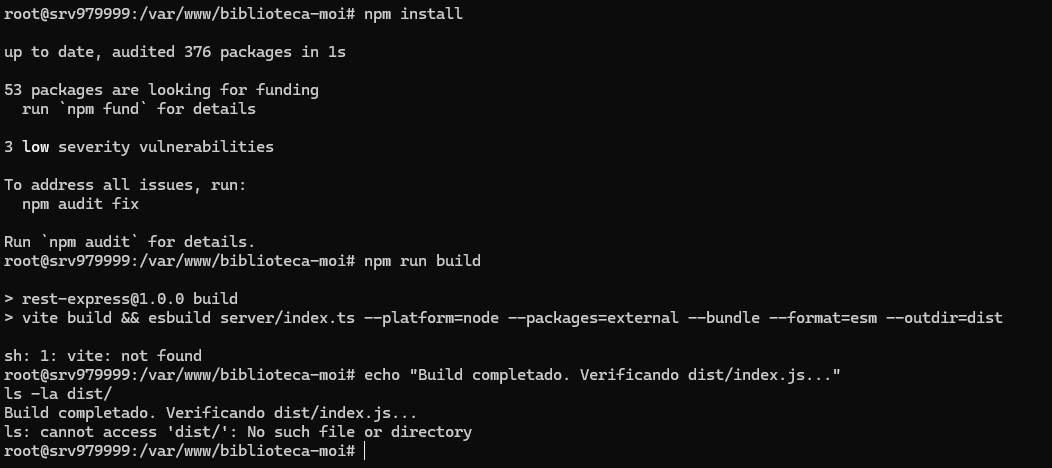 root@srv979999:/var/www/biblioteca-moi# npm install
up to date, audited 376 packages in 1s
53 packages are looking for funding
  run `npm fund` for details
3 low severity vulnerabilities
To address all issues, run:
  npm audit fix
Run `npm audit` for details.
root@srv979999:/var/www/biblioteca-moi# npm run build
> rest-express@1.0.0 build
> vite build && esbuild server/index.ts --platform=node --packages=external --bundle --format=esm --outdir=dist
sh: 1: vite: not found
root@srv979999:/var/www/biblioteca-moi# echo "Build completado. Verificando dist/index.js..."
ls -la dist/
Build completado. Verificando dist/index.js...
ls: cannot access 'dist/': No such file or directory
root@srv979999:/var/www/biblioteca-moi#